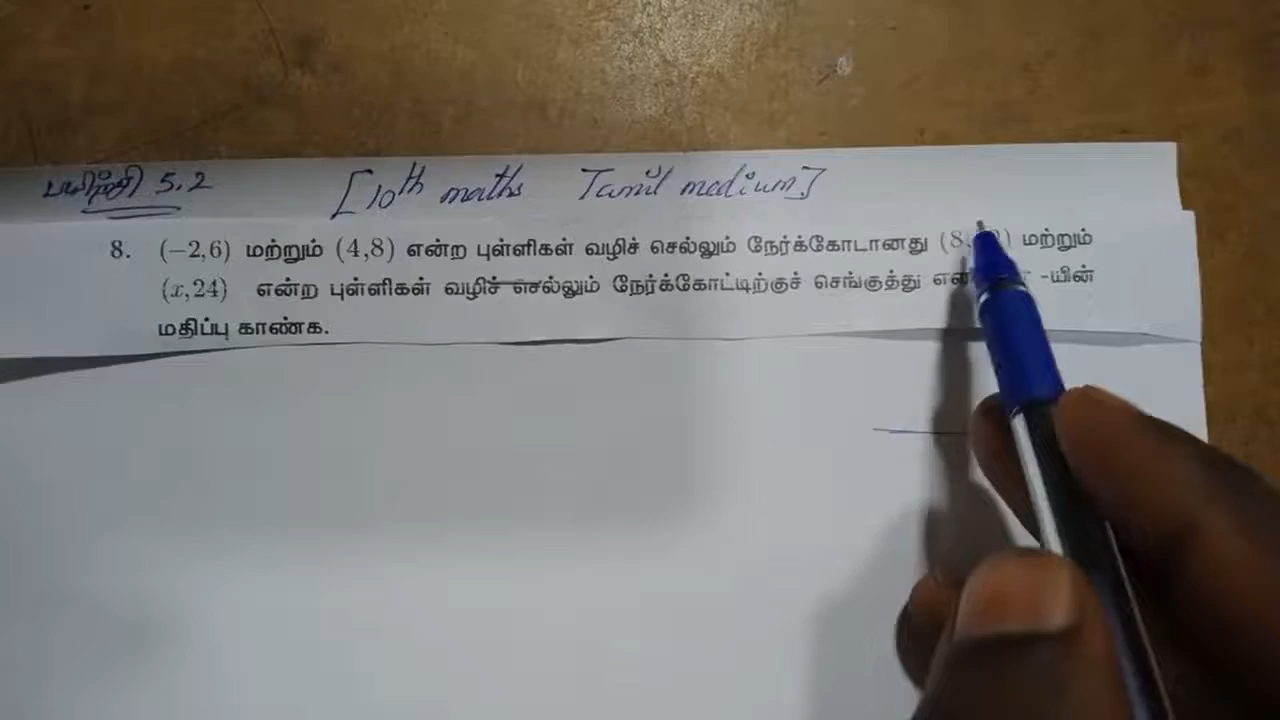 பயிற்சி 5.2 [10th maths Tamil medium]
8. (−2,6) மற்றும் (4,8) என்ற புள்ளிகள் வழிச் செல்லும் நேர்க்கோடானது (8, மற்றும்
(x,24) என்ற புள்ளிகள் வழிச் செல்லும் நேர்க்கோட்டிற்குச் செங்குத்து -யின்
மதிப்பு காண்க.